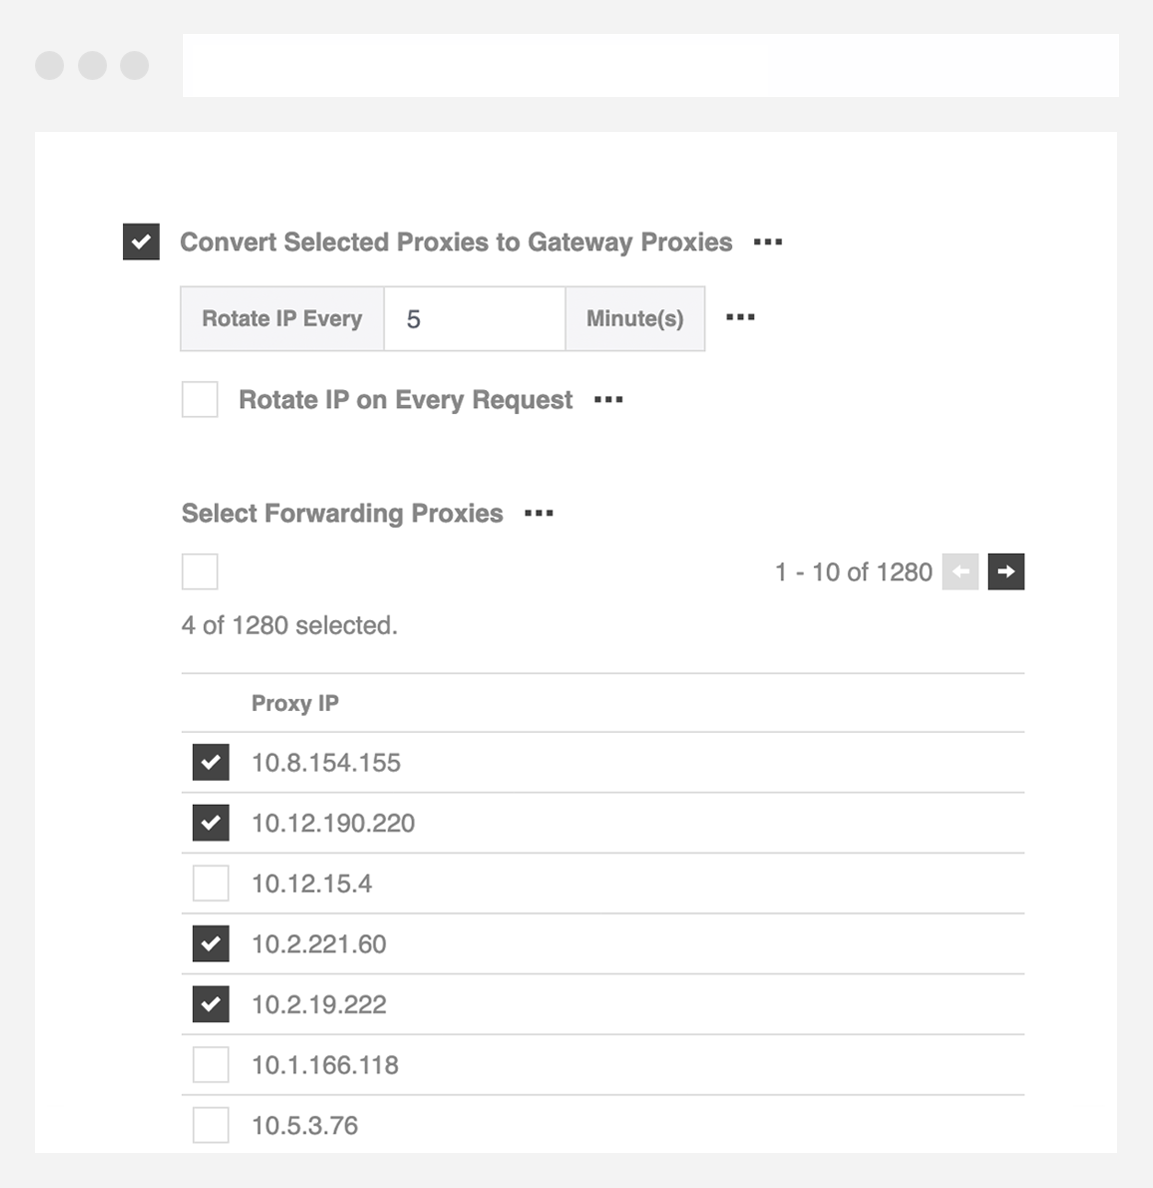 Convert Selected Proxies to Gateway Proxies
Rotate IP Every 5 Minute(s)
Rotate IP on Every Request
Select Forwarding Proxies
1 - 10 of 1280
4 of 1280 selected.
Proxy IP
10.8.154.155
10.12.190.220
10.12.15.4
10.2.221.60
10.2.19.222
10.1.166.118
10.5.3.76